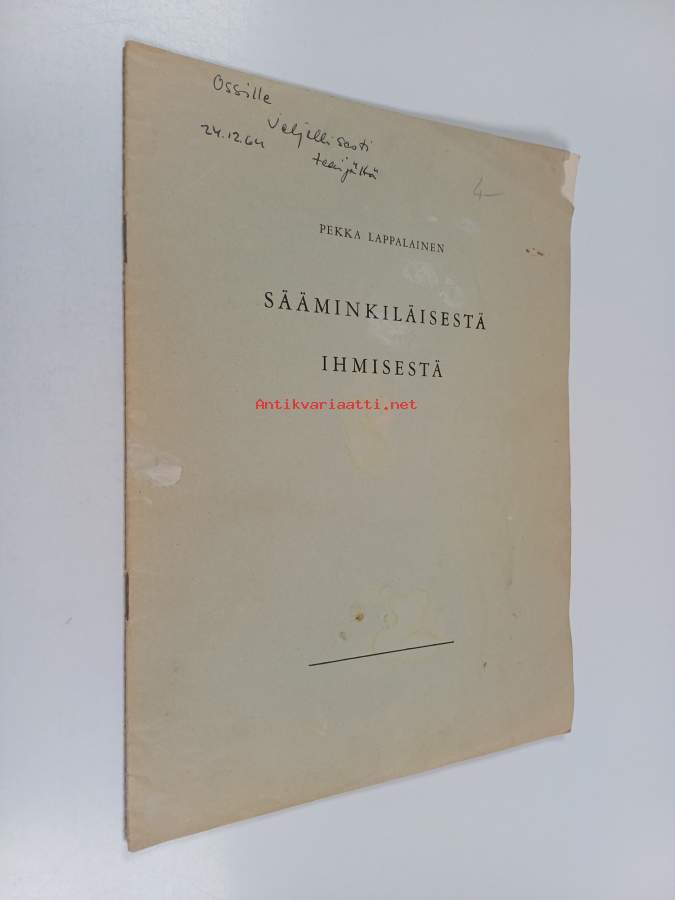 Ossille
Veljellisesti
24.12.64
tekijältä
4-
PEKKA LAPPALAINEN
SÄÄMINKILÄISESTÄ
IHMISESTÄ
Antikvariaatti.net